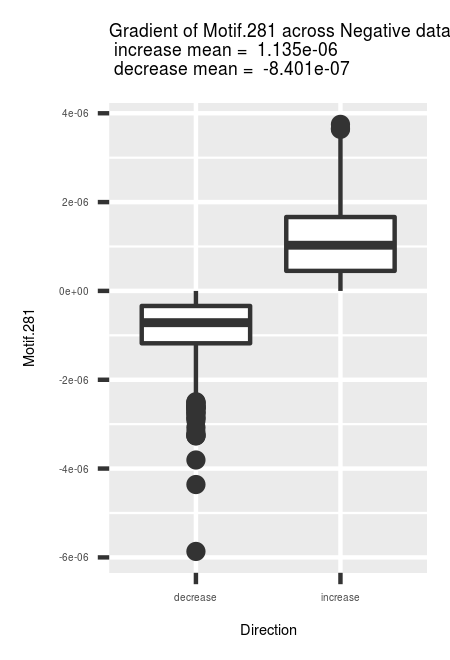 Gradient of Motif.281 across Negative data
increase mean =  1.135e-06
decrease mean =  -8.401e-07
4e-06
2e-06
0e+00
-2e-06
-4e-06
-6e-06
Motif.281
decrease
increase
Direction